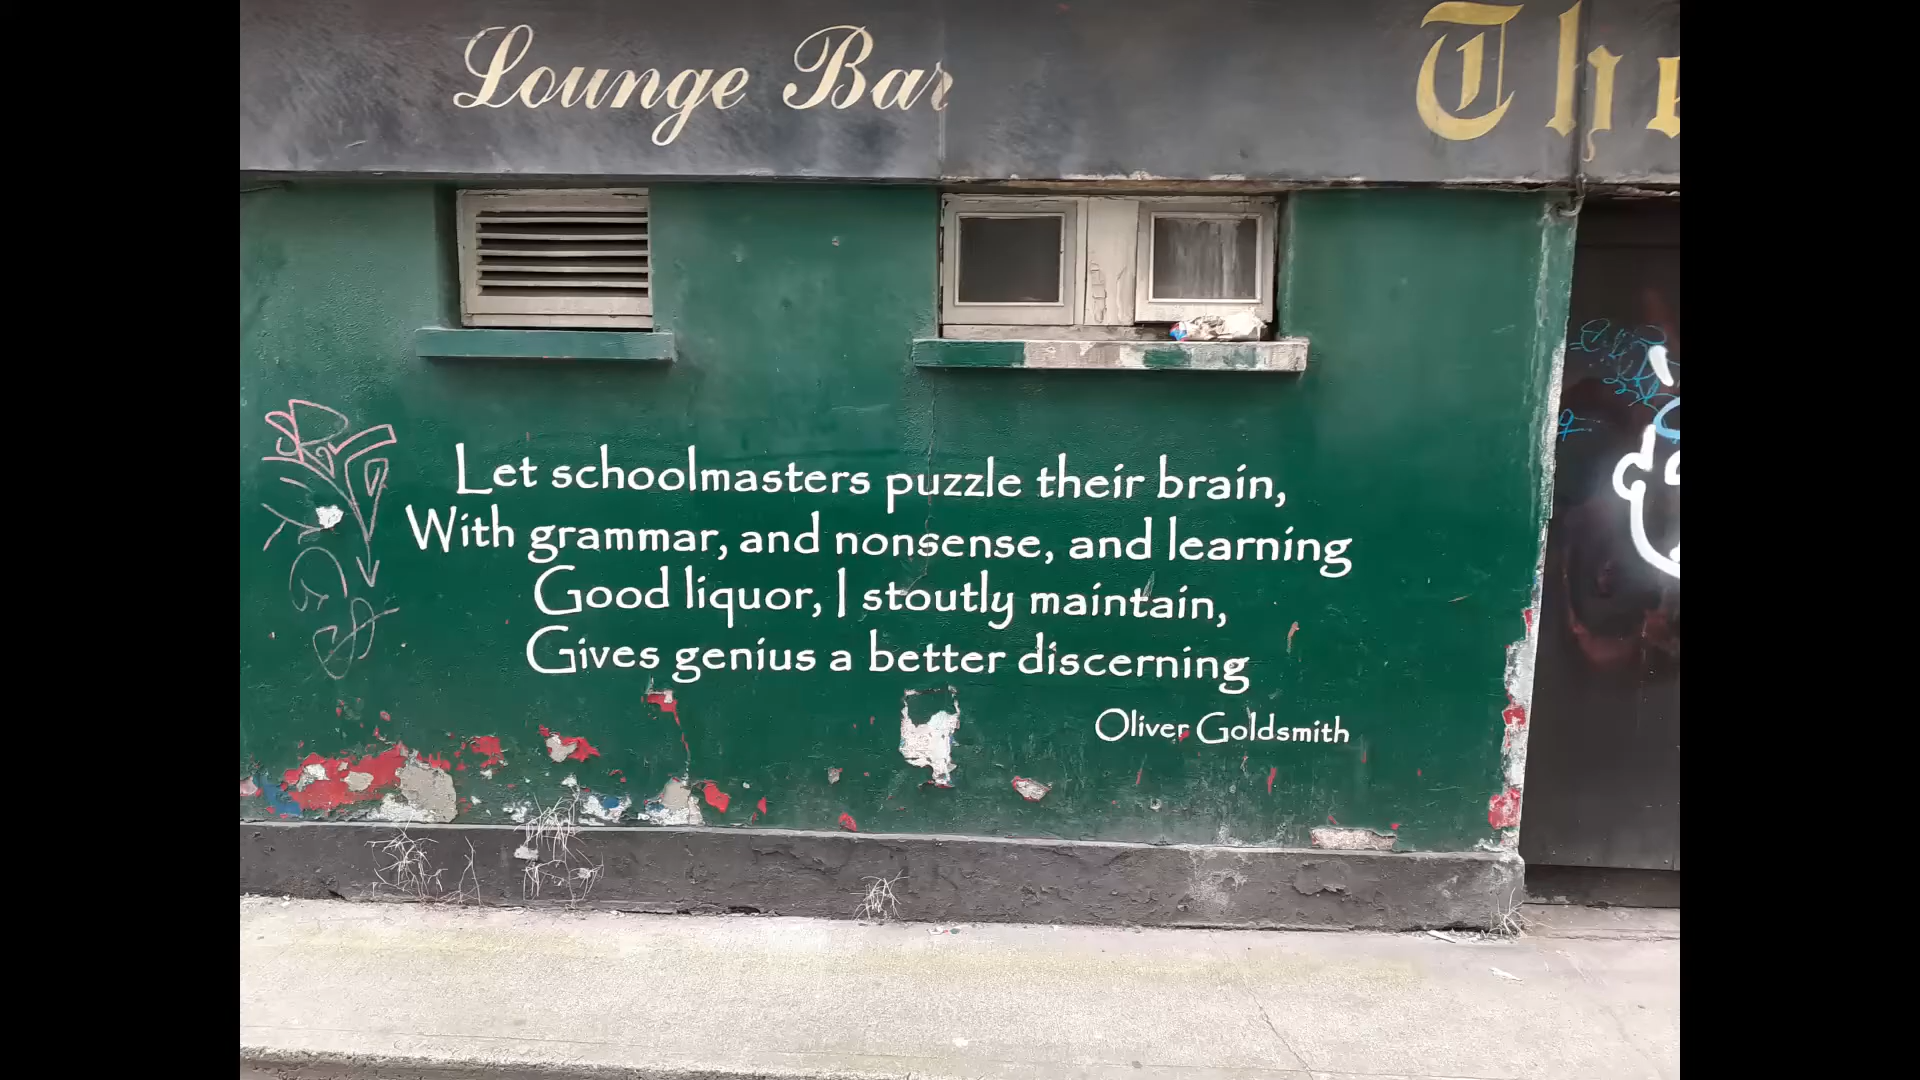 Lounge Bar
The
Let schoolmasters puzzle their brain,
With grammar, and nonsense, and learning
Good liquor, I stoutly maintain,
Gives genius a better discerning
Oliver Goldsmith